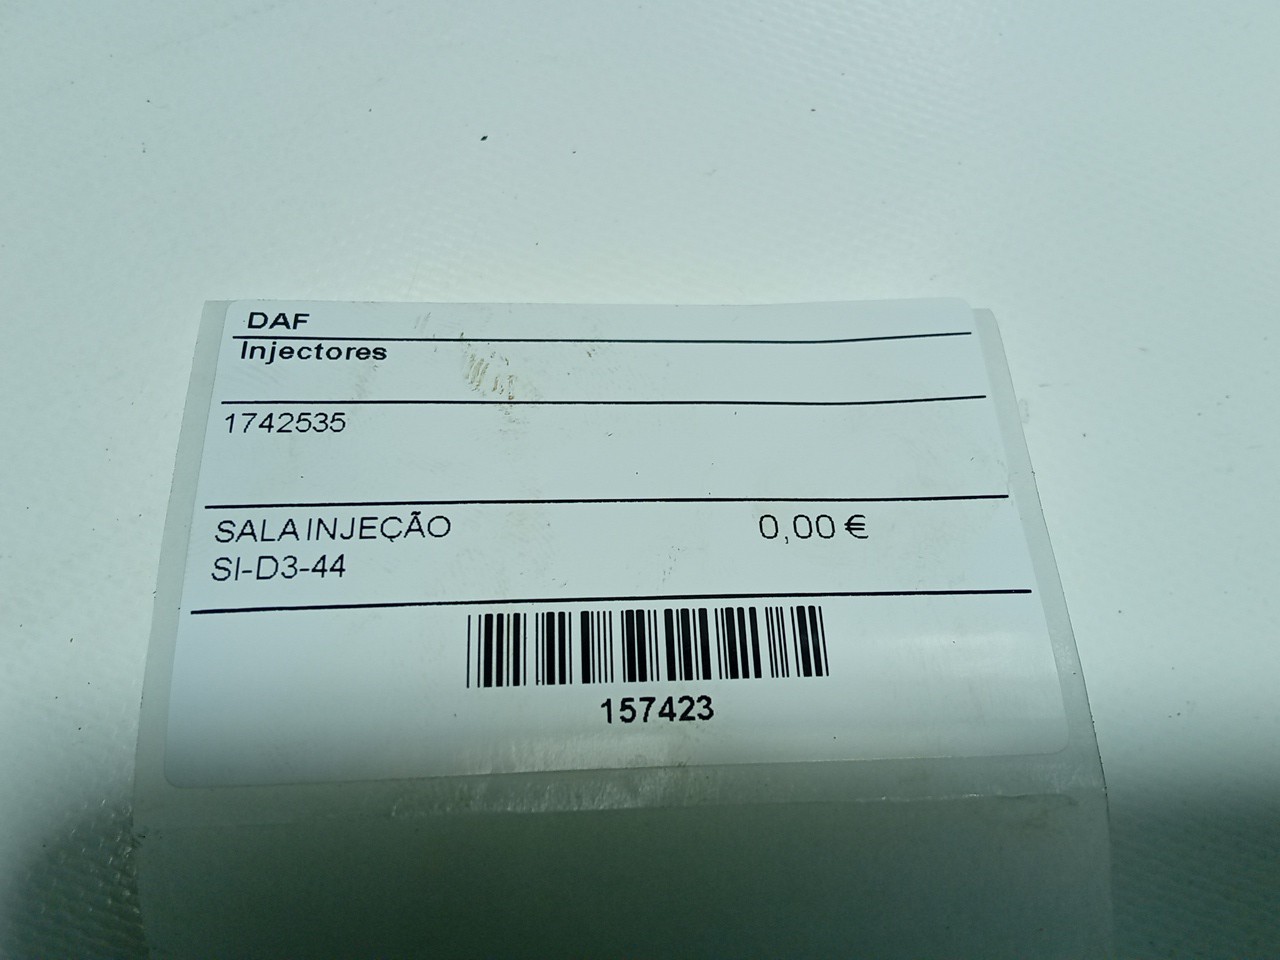 DAF
Injectores
1742535
SALA INJEÇÃO 0,00 €
SI-D3-44
157423